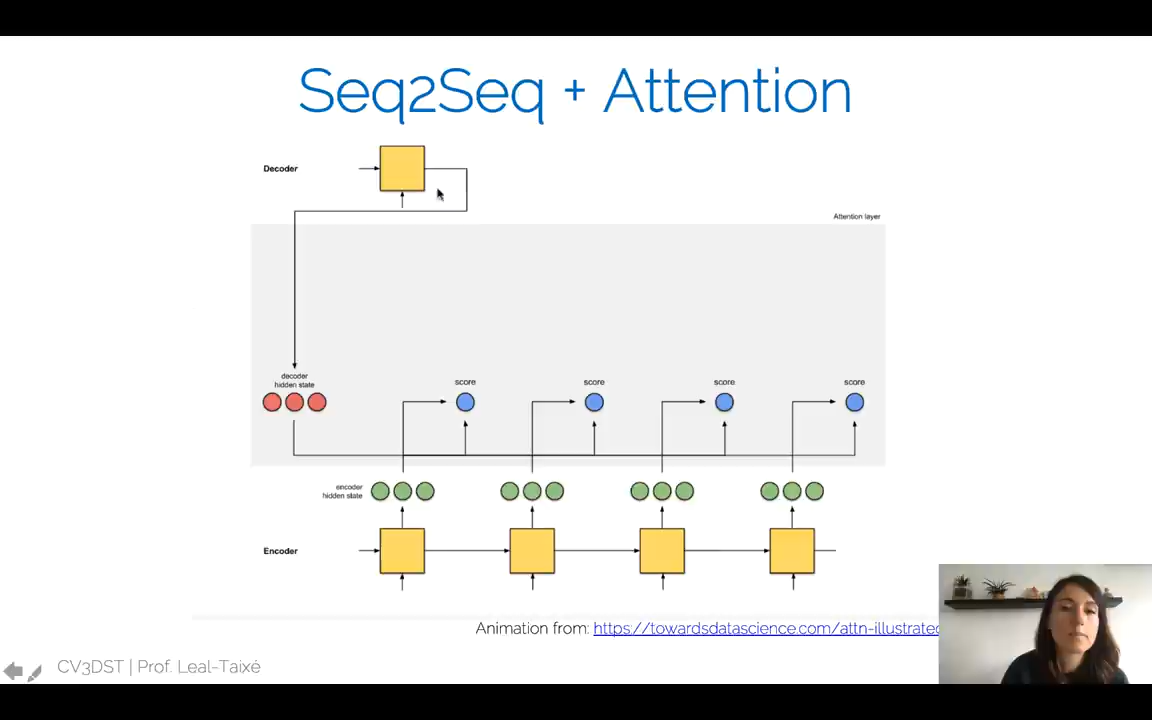 Seq2Seq + Attention
Decoder
Attention layer
decoder
hidden state
score score score score
encoder
hidden state
Encoder
Animation from: https://towardsdatascience.com/attn-illustrated
CV3DST | Prof. Leal-Taixé